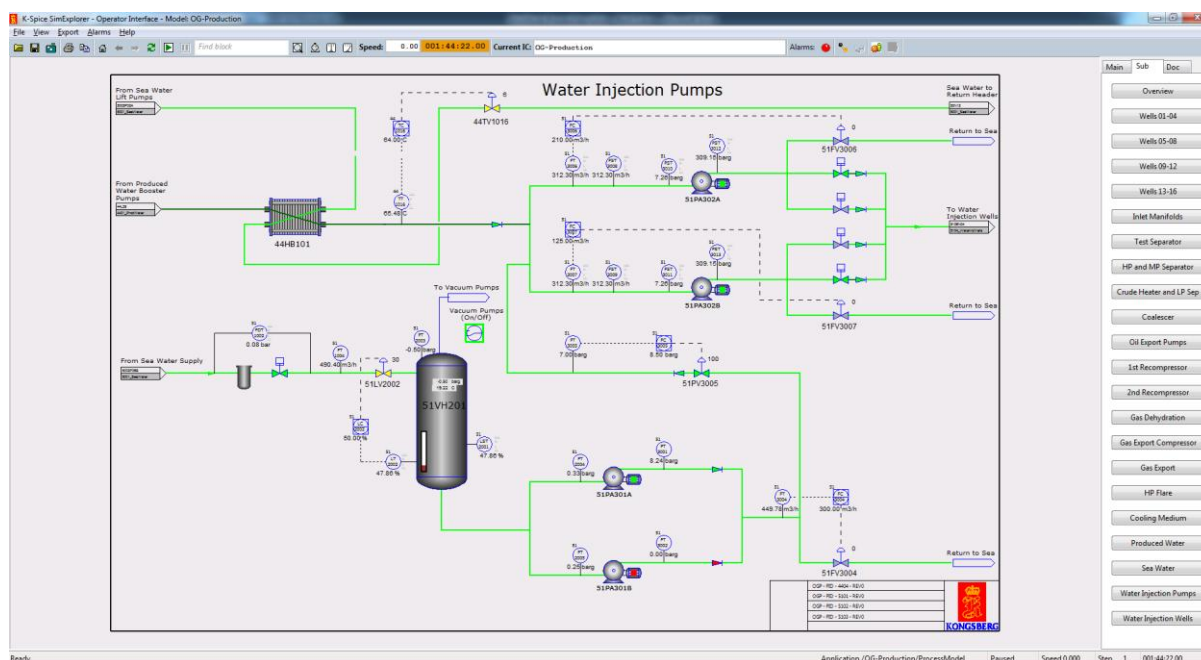 K-Spice SimExplorer - Operator Interface - Model: OG-Production
File View Export Alarms Help
Find block
Speed: 0.00 001:44:22.00 Current IC: OG-Production
Alarms:
Main Sub Doc
Overview
Wells 01-04
Wells 05-08
Wells 09-12
Wells 13-16
Inlet Manifolds
Test Separator
HP and MP Separator
Crude Heater and LP Sep
Coalescer
Oil Export Pumps
1st Recompressor
2nd Recompressor
Gas Dehydration
Gas Export Compressor
Gas Export
HP Flare
Cooling Medium
Produced Water
Sea Water
Water Injection Pumps
Water Injection Wells
Water Injection Pumps
From Sea Water
Lift Pumps
6
44TV1016
64.00 C
66.48 C
Sea Water to
Return Header
Return to Sea
0
51FV3006
210.00 m3/h
312.30 m3/h
312.30 m3/h
7.26 barg
309.16 barg
51PA302A
From Produced
Water Booster
Pumps
44HB101
To Water
Injection Wells
125.00 m3/h
312.30 m3/h
312.30 m3/h
7.26 barg
309.16 barg
51PA302B
0
51FV3007
Return to Sea
To Vacuum Pumps
Vacuum Pumps
(On/Off)
0.08 bar
From Sea Water Supply
490.40 m3/h
30
51LV2002
50.00 %
47.86 %
51VH201
47.86 %
7.00 barg
8.50 barg
100
51PV3005
0.33 barg
8.24 barg
51PA301A
0.25 barg
0.00 barg
51PA301B
449.78 m3/h
300.00 m3/h
0
51FV3004
Return to Sea
KONGSBERG
Ready
Application /OG-Production/ProcessModel Paused Speed 0.000 Step 1 001:44:22.00